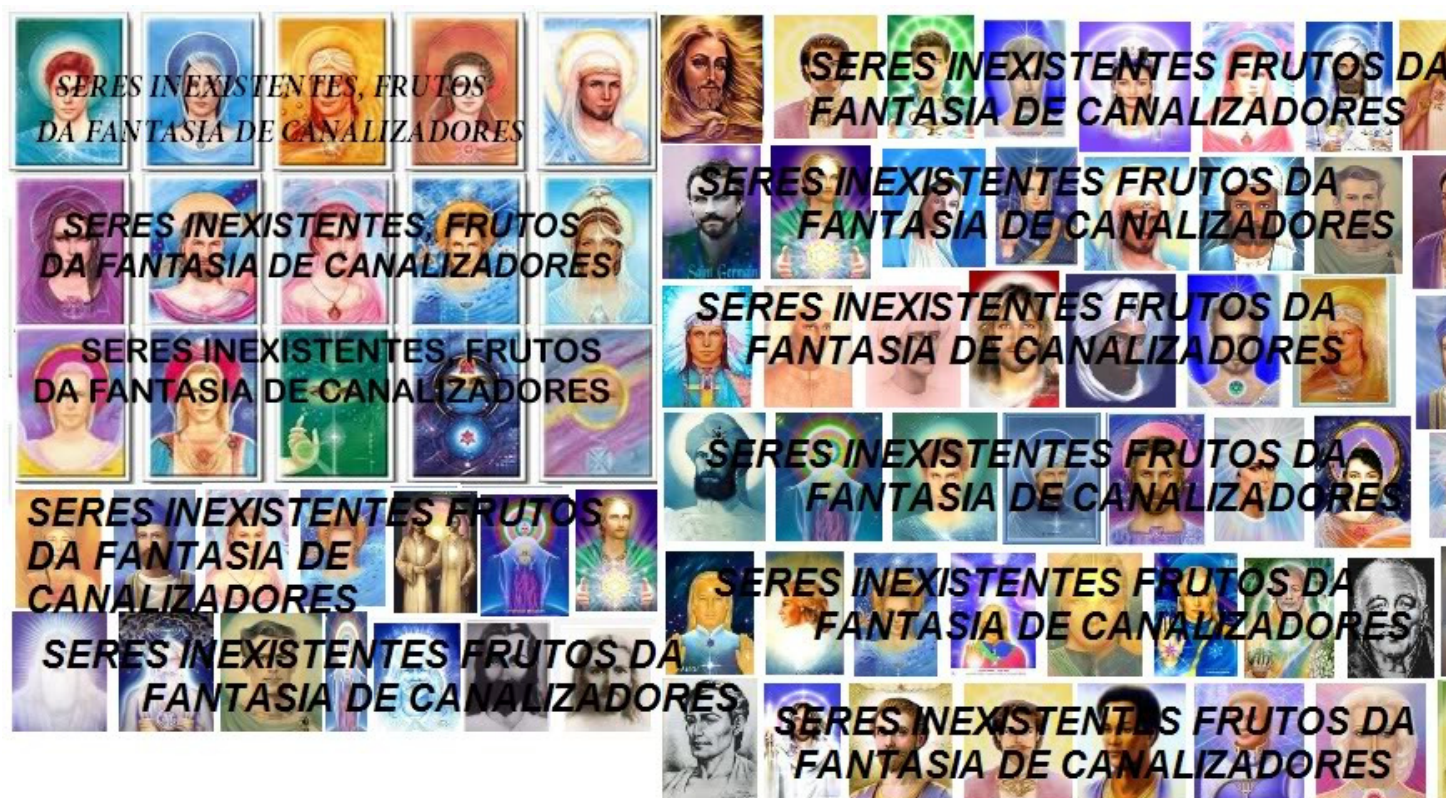 SERES INEXISTENTES, FRUTOS
DA FANTASIA DE CANALIZADORES
SERES INEXISTENTES, FRUTOS
DA FANTASIA DE CANALIZADORES
SERES INEXISTENTES, FRUTOS
DA FANTASIA DE CANALIZADORES
SERES INEXISTENTES FRUTOS
DA FANTASIA DE
CANALIZADORES
SERES INEXISTENTES FRUTOS DA
FANTASIA DE CANALIZADORES
SERES INEXISTENTES FRUTOS DA
FANTASIA DE CANALIZADORES
SERES INEXISTENTES FRUTOS DA
FANTASIA DE CANALIZADORES
Saint Germain
SERES INEXISTENTES FRUTOS DA
FANTASIA DE CANALIZADORES
SERES INEXISTENTES FRUTOS DA
FANTASIA DE CANALIZADORES
SERES INEXISTENTES FRUTOS DA
FANTASIA DE CANALIZADORES
SERES INEXISTENTES FRUTOS DA
FANTASIA DE CANALIZADORES